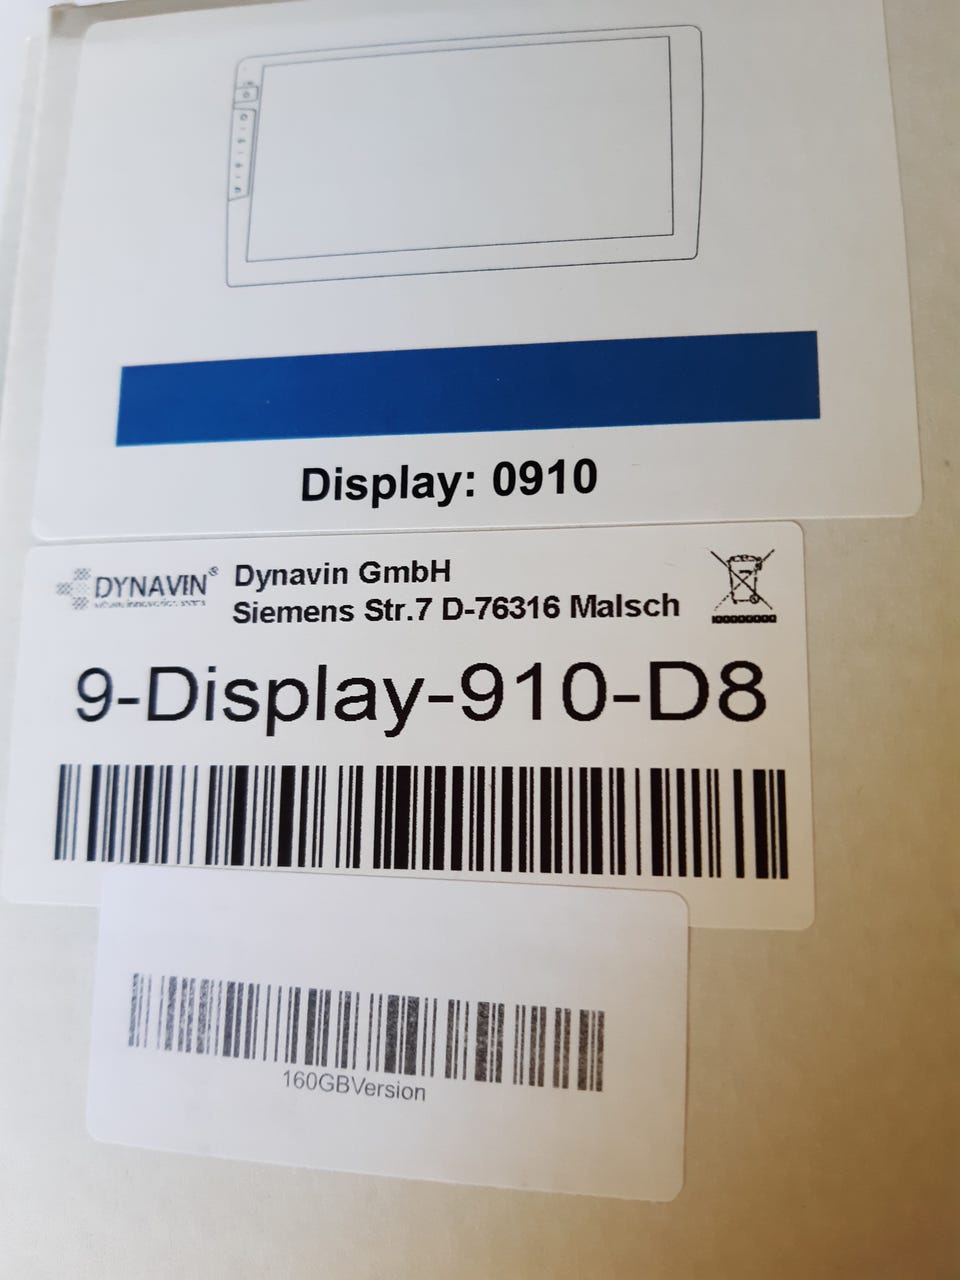 Display: 0910
DYNAVIN®
Dynavin GmbH
Siemens Str.7 D-76316 Malsch
9-Display-910-D8
160GBVersion